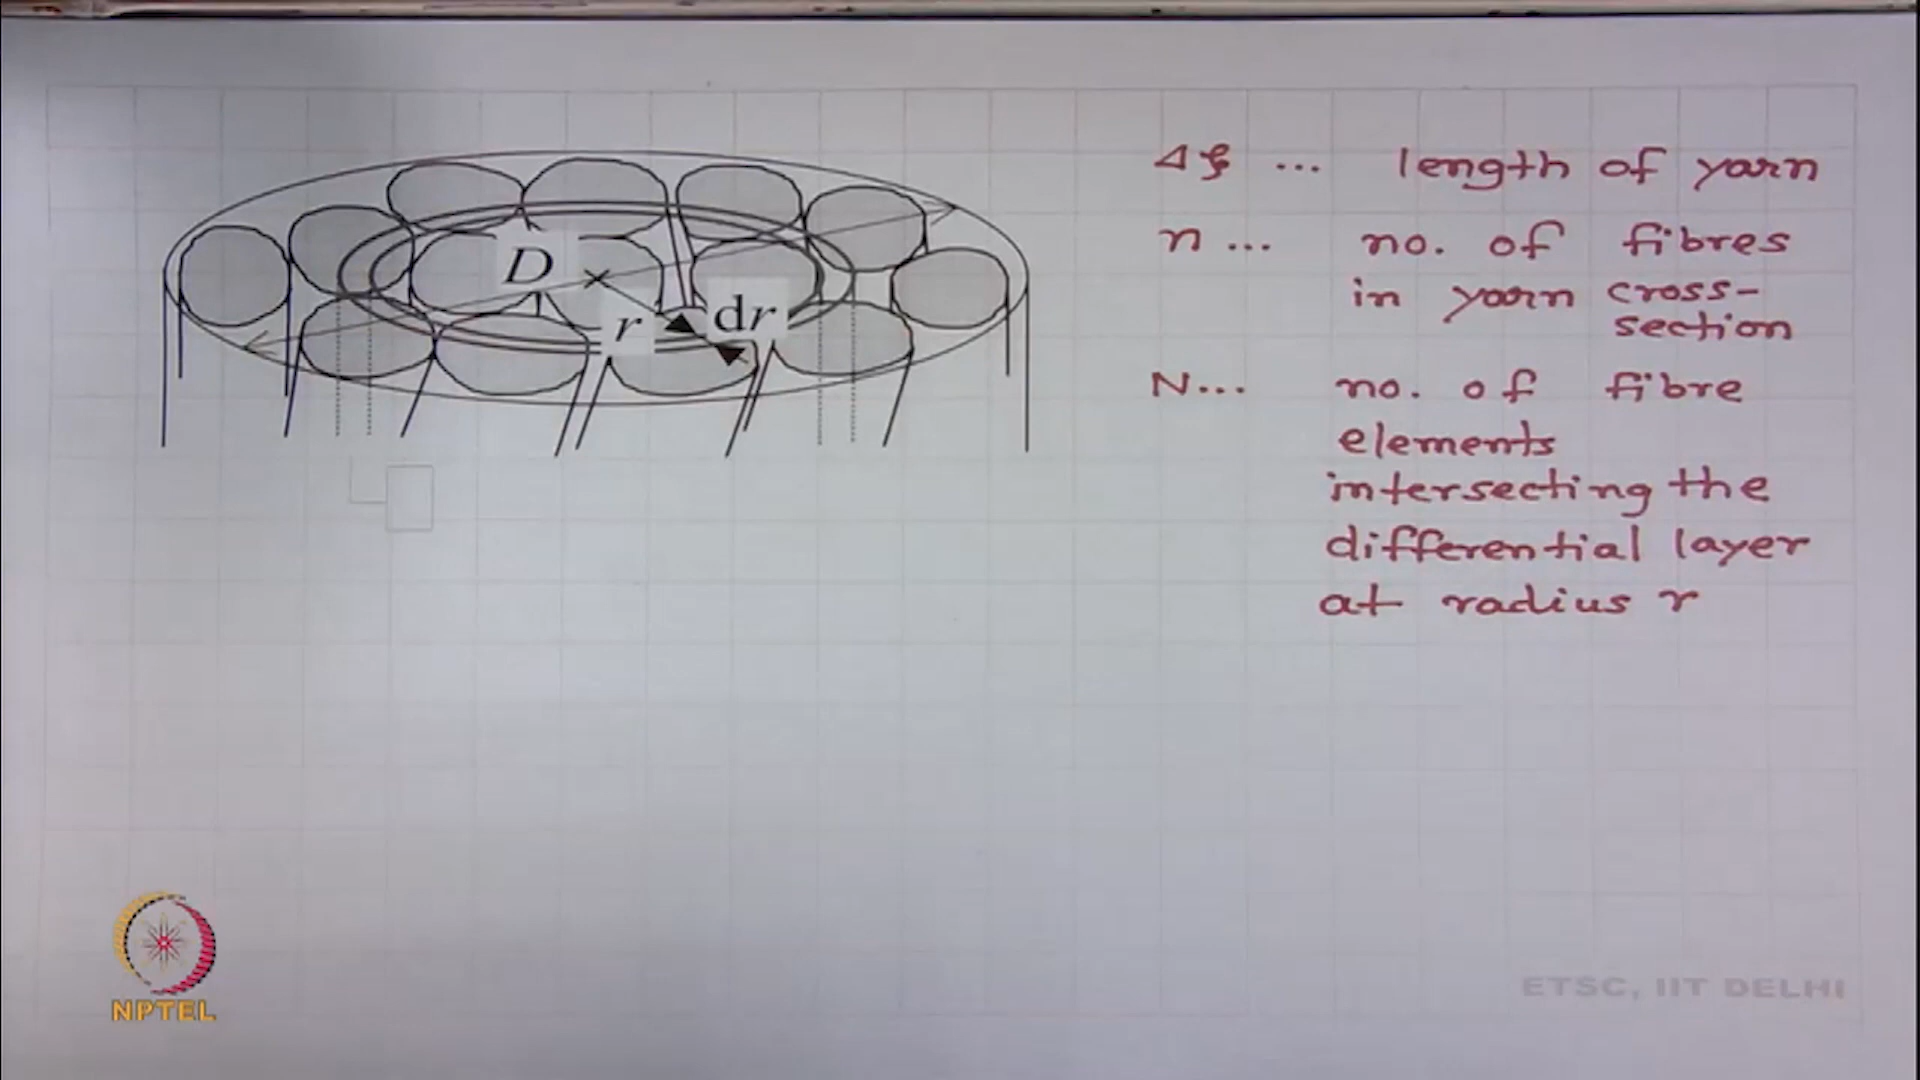 D
r
dr
Δξ ... length of yarn
n ... no. of fibres
in yarn cross-
section
N... no. of fibre
elements
intersecting the
differential layer
at radius r
NPTEL
ETSC, IIT DELHI